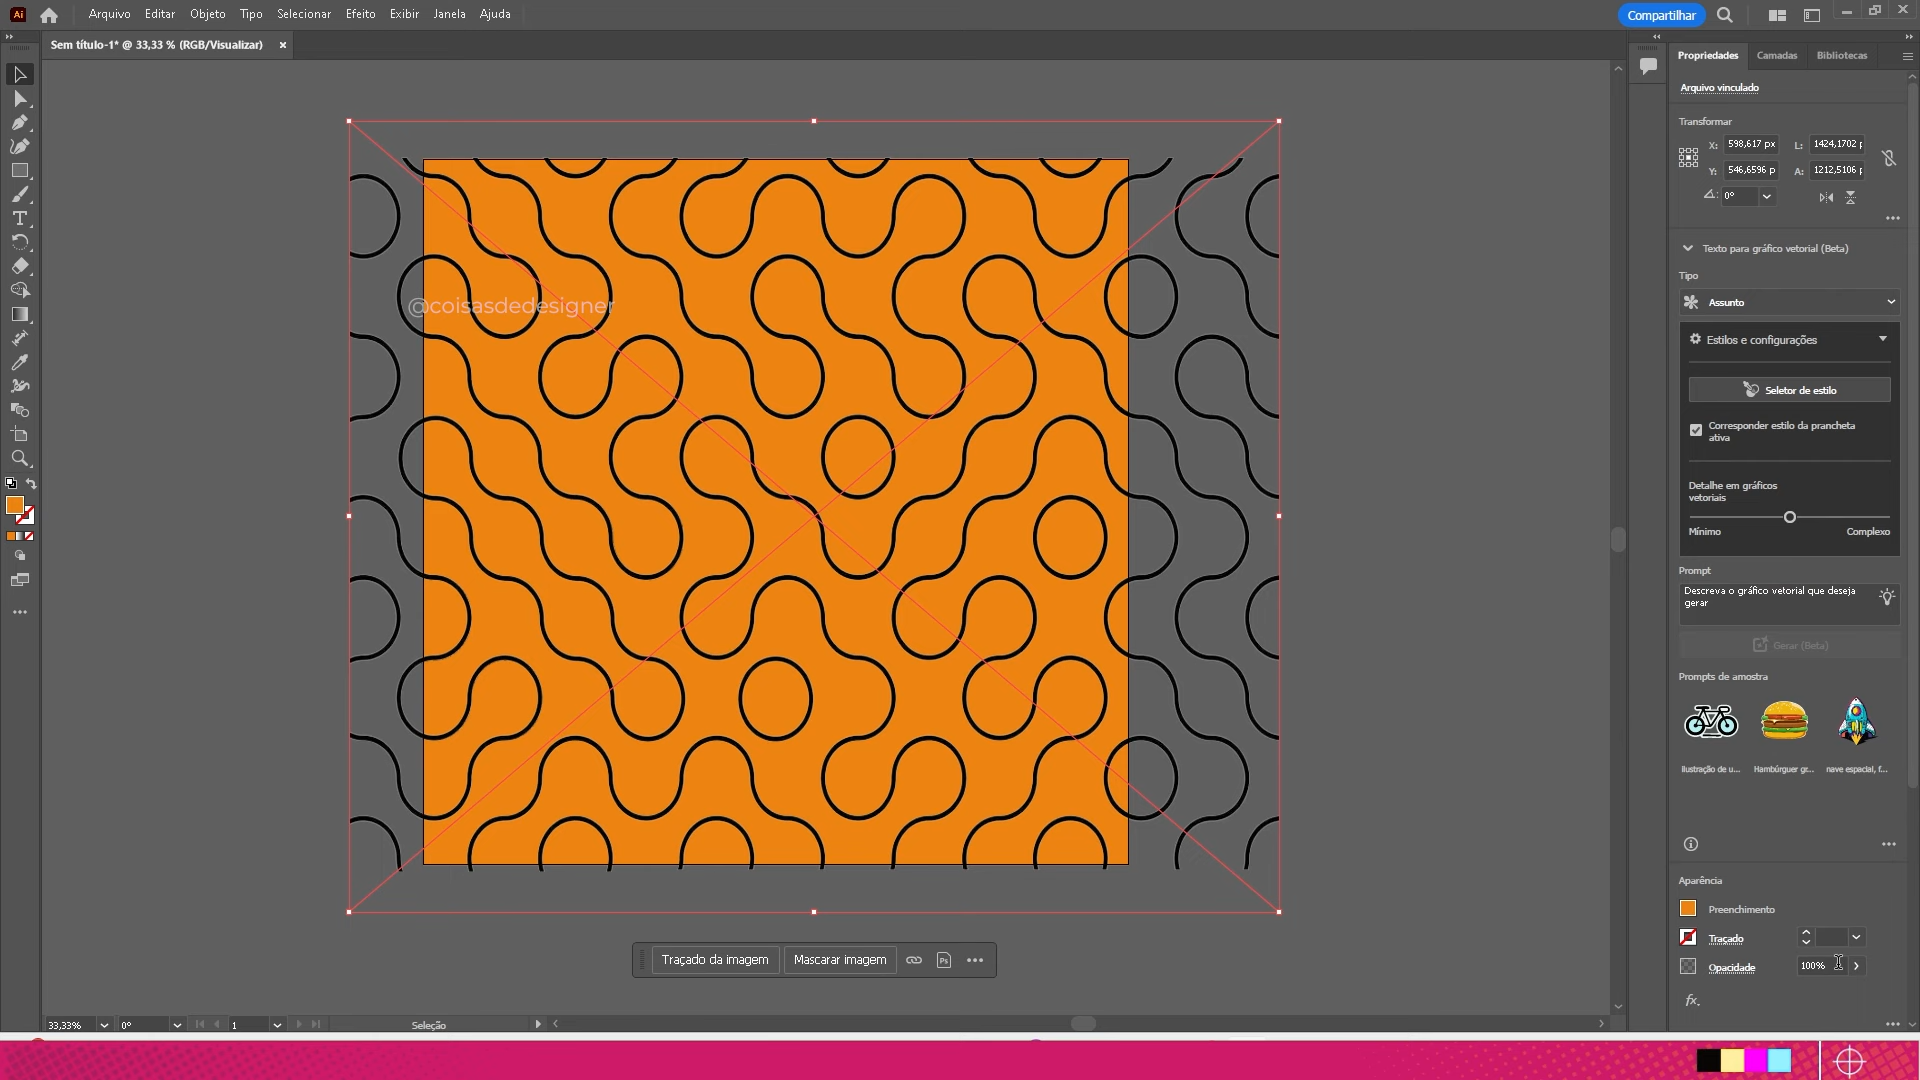 Ai
Arquivo Editar Objeto Tipo Selecionar Efeito Exibir Janela Ajuda
Compartilhar
Sem título-1* @ 33,33 % (RGB/Visualizar)
Propriedades Camadas Bibliotecas
Arquivo vinculado
Transformar
X: 598,617 px L: 1424,1702 p
Y: 546,6596 p A: 1212,5106 p
0°
Texto para gráfico vetorial (Beta)
Tipo
Assunto
Estilos e configurações
Seletor de estilo
Corresponder estilo da prancheta
ativa
Detalhe em gráficos
vetoriais
Mínimo Complexo
Prompt
Descreva o gráfico vetorial que deseja
gerar
Gerar (Beta)
Prompts de amostra
Ilustração de u... Hambúrguer gr... nave espacial, f...
Aparência
Preenchimento
Traçado
Opacidade 100%
fx.
@coisasdedesigner
Traçado da imagem Mascarar imagem Ps
33,33% 0° 1 Seleção